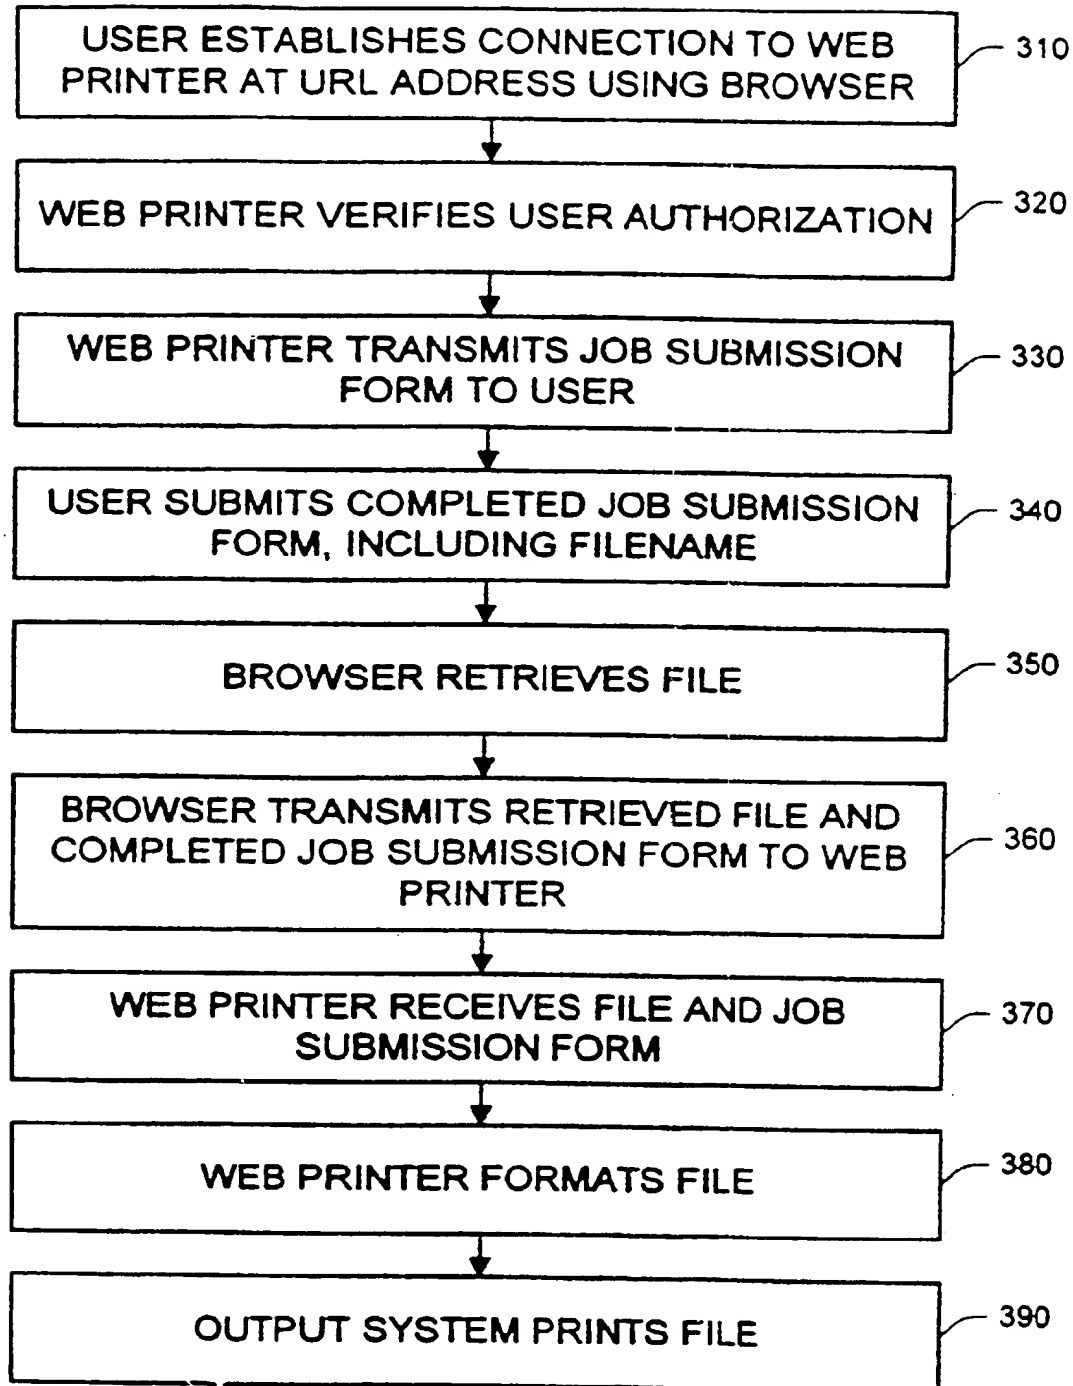 USER ESTABLISHES CONNECTION TO WEB
PRINTER AT URL ADDRESS USING BROWSER
310
WEB PRINTER VERIFIES USER AUTHORIZATION
320
WEB PRINTER TRANSMITS JOB SUBMISSION
FORM TO USER
330
USER SUBMITS COMPLETED JOB SUBMISSION
FORM, INCLUDING FILENAME
340
BROWSER RETRIEVES FILE
350
BROWSER TRANSMITS RETRIEVED FILE AND
COMPLETED JOB SUBMISSION FORM TO WEB
PRINTER
360
WEB PRINTER RECEIVES FILE AND JOB
SUBMISSION FORM
370
WEB PRINTER FORMATS FILE
380
OUTPUT SYSTEM PRINTS FILE
390